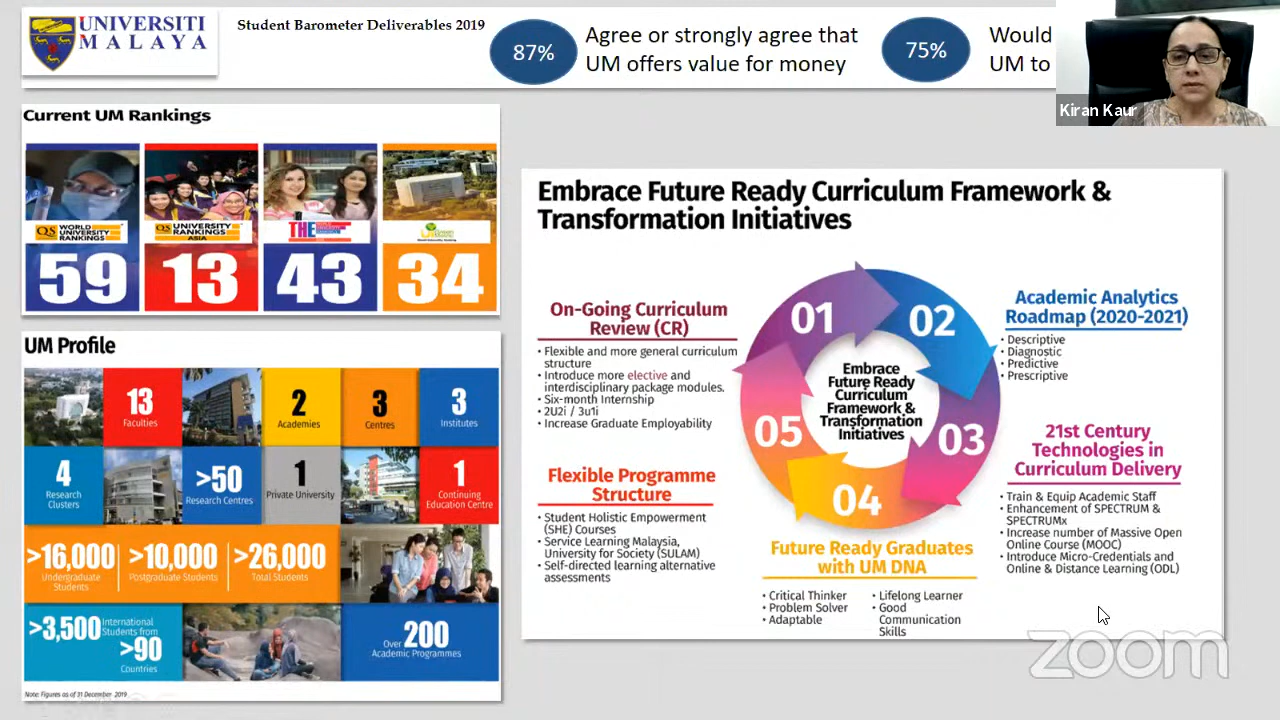 UNIVERSITI
MALAYA
Student Barometer Deliverables 2019
87%
Agree or strongly agree that
UM offers value for money
75%
Would
UM to
Kiran Kaur
Current UM Rankings
QS WORLD
UNIVERSITY
RANKINGS
59
QS UNIVERSITY
RANKINGS
ASIA
13
THE
43
34
UM Profile
13
Faculties
2
Academies
3
Centres
3
Institutes
4
Research
Clusters
>50
Research Centres
1
Private University
1
Continuing
Education Centre
>16,000
Undergraduate
Students
>10,000
Postgraduate Students
>26,000
Total Students
>3,500 International
Students from
>90
Countries
Over 200
Academic Programmes
Note: Figures as of 31 December 2019
Embrace Future Ready Curriculum Framework &
Transformation Initiatives
On-Going Curriculum
Review (CR)
• Flexible and more general curriculum
structure
• Introduce more elective and
interdisciplinary package modules.
• Six-month Internship
• 2U2i / 3u1i
• Increase Graduate Employability
Flexible Programme
Structure
• Student Holistic Empowerment
(SHE) Courses
• Service Learning Malaysia,
University for Society (SULAM)
• Self-directed learning alternative
assessments
01
02
03
04
05
Embrace
Future Ready
Curriculum
Framework &
Transformation
Initiatives
Academic Analytics
Roadmap (2020-2021)
• Descriptive
• Diagnostic
• Predictive
• Prescriptive
21st Century
Technologies in
Curriculum Delivery
• Train & Equip Academic Staff
• Enhancement of SPECTRUM &
SPECTRUMx
• Increase number of Massive Open
Online Course (MOOC)
• Introduce Micro-Credentials and
Online & Distance Learning (ODL)
Future Ready Graduates
with UM DNA
• Critical Thinker
• Problem Solver
• Adaptable
• Lifelong Learner
• Good
Communication
Skills
zoom